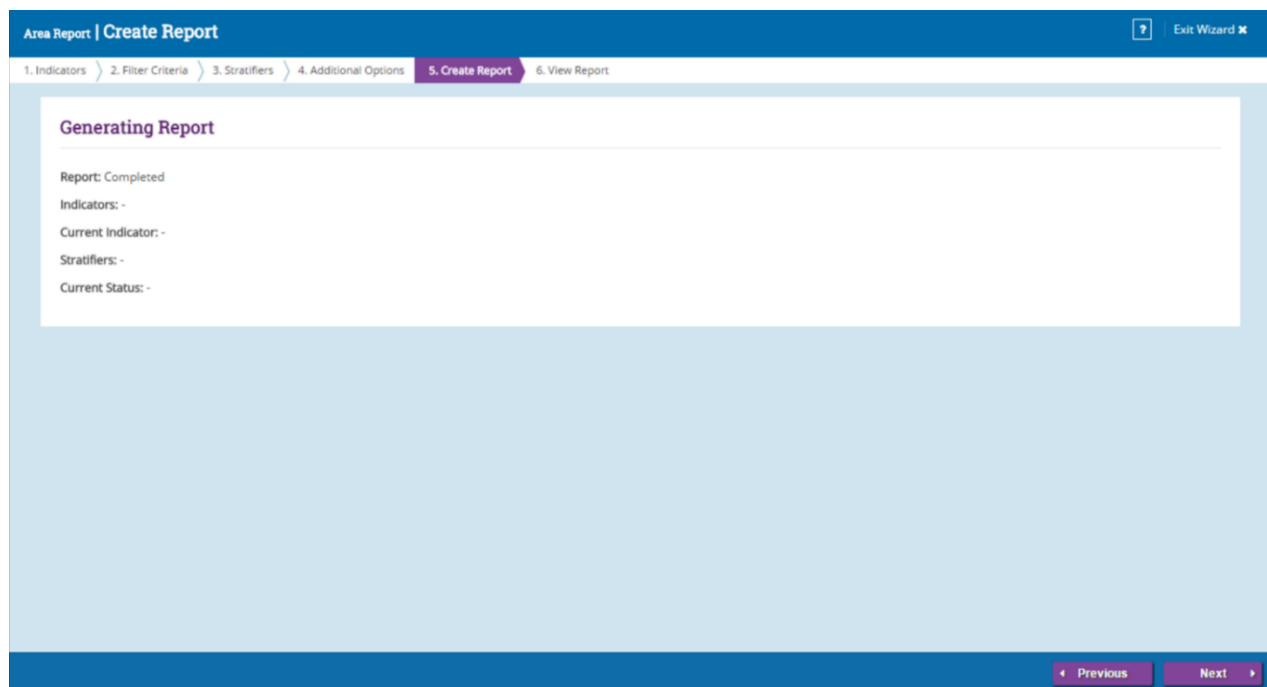 Area Report | Create Report ? Exit Wizard ✖
1. Indicators 2. Filter Criteria 3. Stratifiers 4. Additional Options 5. Create Report 6. View Report
Generating Report
Report: Completed
Indicators: -
Current Indicator: -
Stratifiers: -
Current Status: -
Previous Next